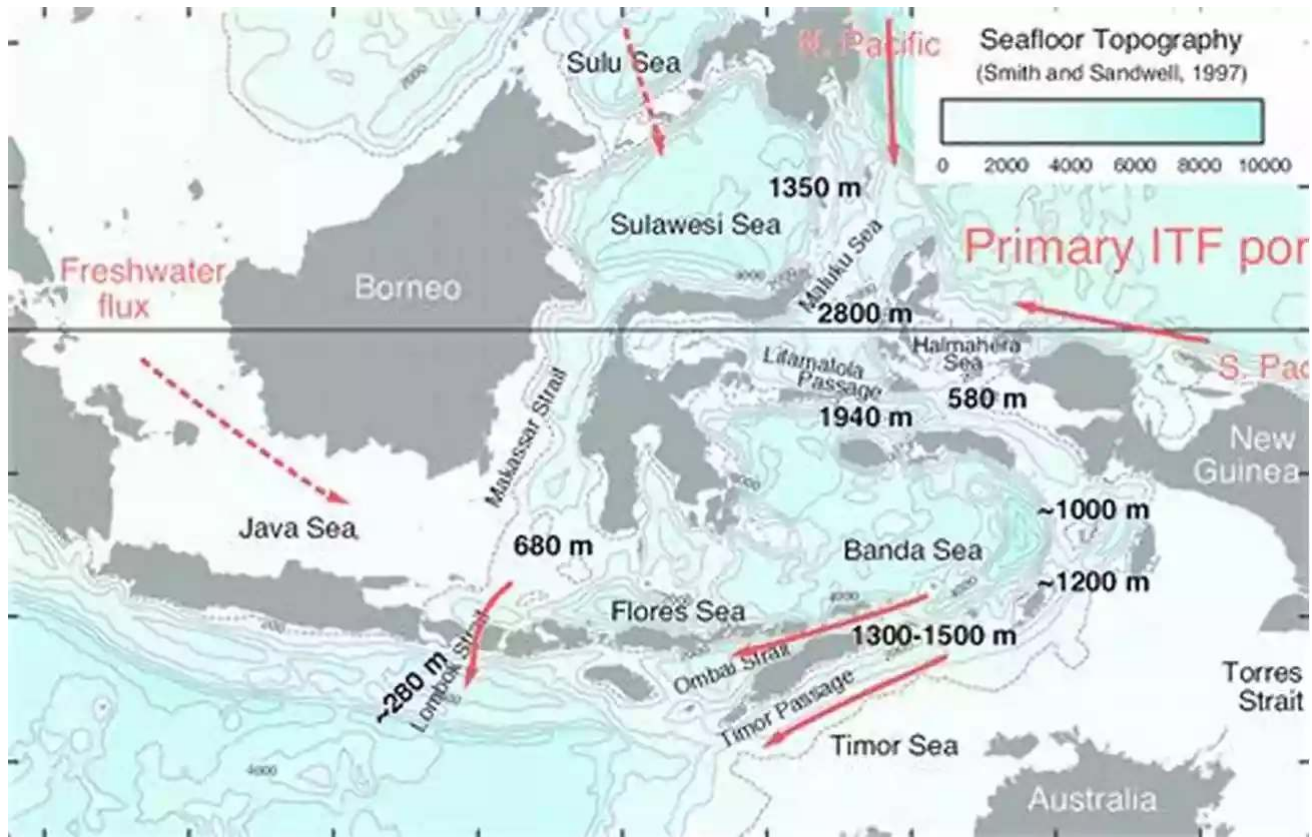 Sulu Sea
N. Pacific
Seafloor Topography
(Smith and Sandwell, 1997)
0 2000 4000 6000 8000 10000
1350 m
Sulawesi Sea
Maluku Sea
Primary ITF por
Freshwater
flux
Borneo
2800 m
Halmahera
Sea
Lifamatola
Passage
S. Pac
580 m
1940 m
Makassar Strait
New
Guinea
~1000 m
Java Sea
680 m
Banda Sea
~1200 m
Flores Sea
1300-1500 m
Ombai Strait
~280 m
Lombok Strait
Timor Passage
Torres
Strait
Timor Sea
4000
Australia